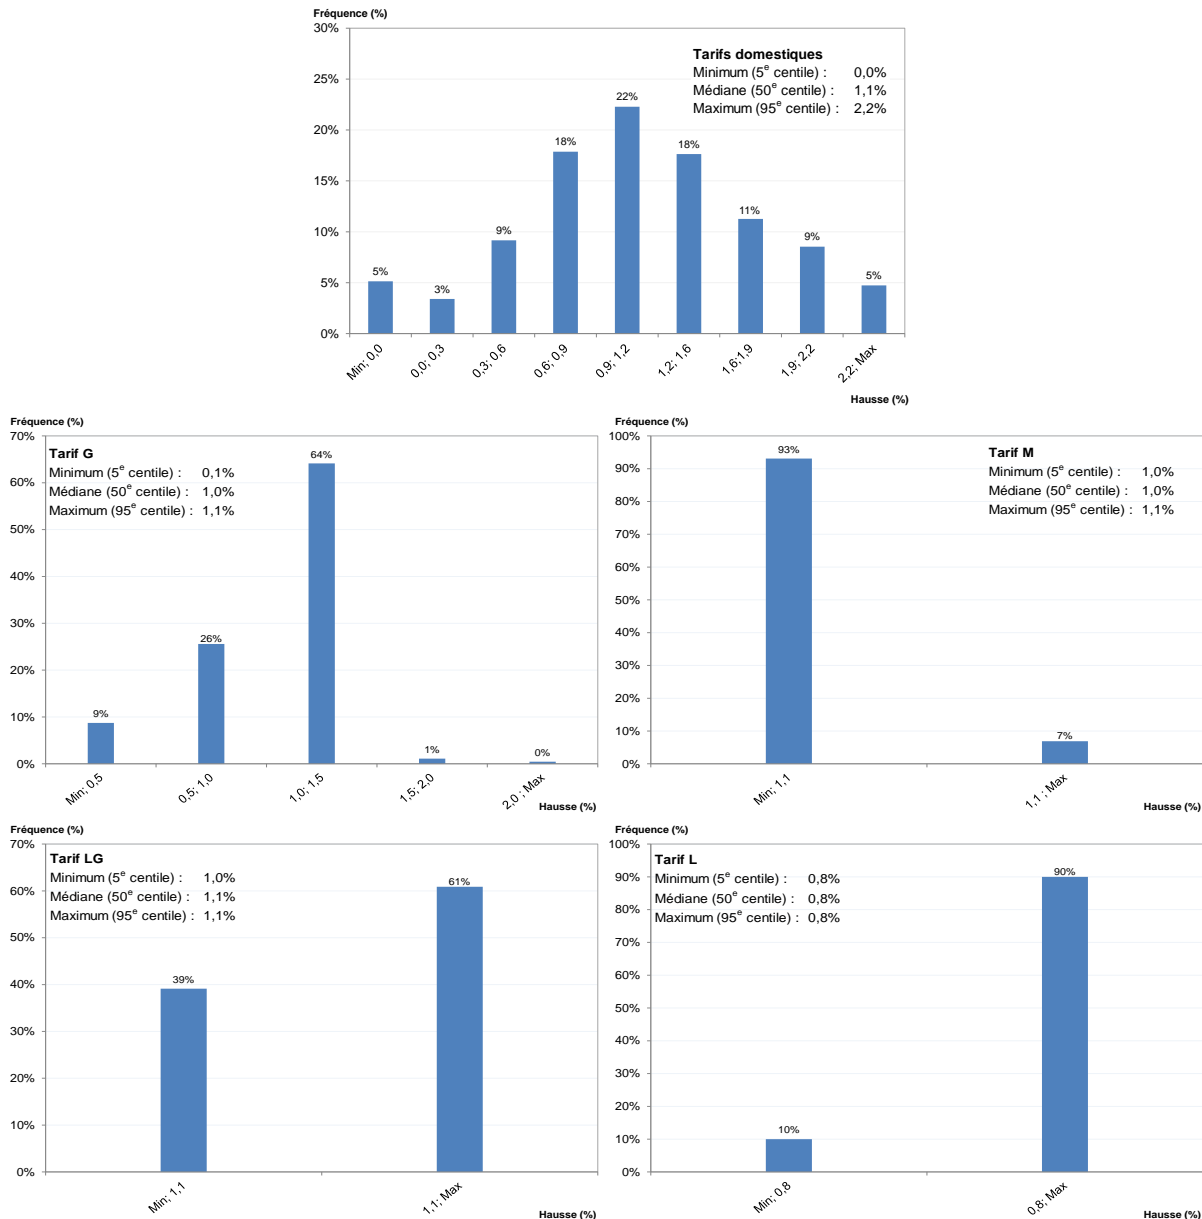 Fréquence (%)
30%
25%
20%
15%
10%
5%
0%
Tarifs domestiques
Minimum (5e centile) : 0,0%
Médiane (50e centile) : 1,1%
Maximum (95e centile) : 2,2%
5%
3%
9%
18%
22%
18%
11%
9%
5%
Min; 0,0
0,0; 0,3
0,3; 0,6
0,6; 0,9
0,9; 1,2
1,2; 1,6
1,6;1,9
1,9; 2,2
2,2; Max
Hausse (%)
Fréquence (%)
70%
60%
50%
40%
30%
20%
10%
0%
Tarif G
Minimum (5e centile) : 0,1%
Médiane (50e centile) : 1,0%
Maximum (95e centile) : 1,1%
9%
26%
64%
1%
0%
Min; 0,5
0,5; 1,0
1,0; 1,5
1,5; 2,0
2,0 ; Max
Hausse (%)
Fréquence (%)
100%
90%
80%
70%
60%
50%
40%
30%
20%
10%
0%
Tarif M
Minimum (5e centile) : 1,0%
Médiane (50e centile) : 1,0%
Maximum (95e centile) : 1,1%
93%
7%
Min; 1,1
1,1 ; Max
Hausse (%)
Fréquence (%)
70%
60%
50%
40%
30%
20%
10%
0%
Tarif LG
Minimum (5e centile) : 1,0%
Médiane (50e centile) : 1,1%
Maximum (95e centile) : 1,1%
39%
61%
Min; 1,1
1,1; Max
Hausse (%)
Fréquence (%)
100%
90%
80%
70%
60%
50%
40%
30%
20%
10%
0%
Tarif L
Minimum (5e centile) : 0,8%
Médiane (50e centile) : 0,8%
Maximum (95e centile) : 0,8%
10%
90%
Min; 0,8
0,8; Max
Hausse (%)